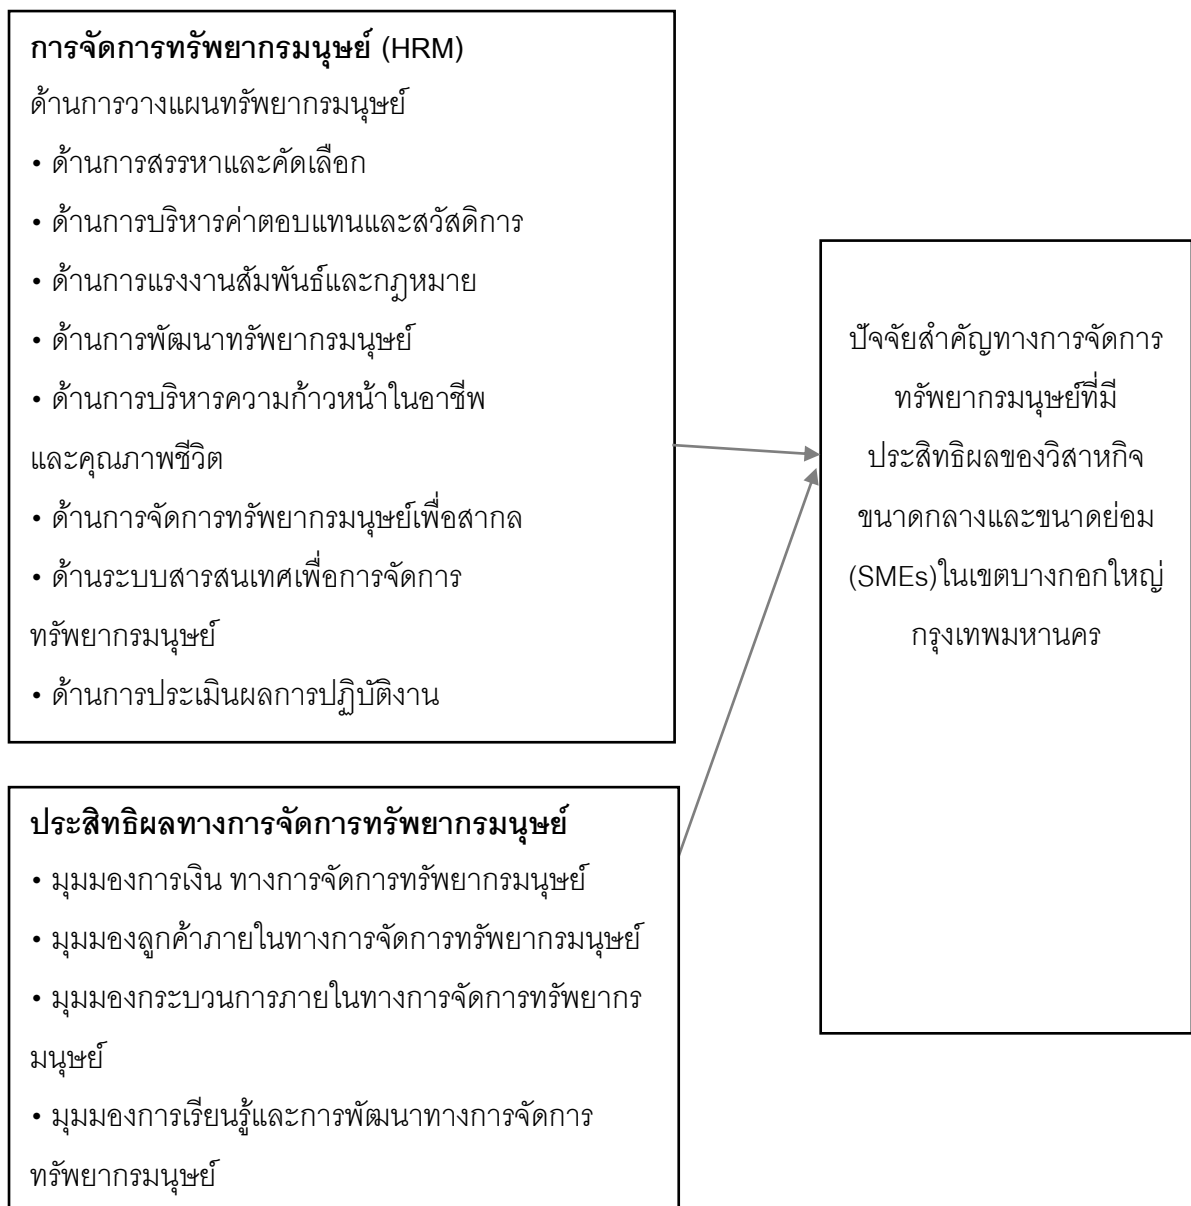 การจัดการทรัพยากรมนุษย์ (HRM)
ด้านการวางแผนทรัพยากรมนุษย์
• ด้านการสรรหาและคัดเลือก
• ด้านการบริหารค่าตอบแทนและสวัสดิการ
• ด้านการแรงงานสัมพันธ์และกฎหมาย
• ด้านการพัฒนาทรัพยากรมนุษย์
• ด้านการบริหารความก้าวหน้าในอาชีพ
และคุณภาพชีวิต
• ด้านการจัดการทรัพยากรมนุษย์เพื่อสากล
• ด้านระบบสารสนเทศเพื่อการจัดการ
ทรัพยากรมนุษย์
• ด้านการประเมินผลการปฏิบัติงาน
ประสิทธิผลทางการจัดการทรัพยากรมนุษย์
• มุมมองการเงิน ทางการจัดการทรัพยากรมนุษย์
• มุมมองลูกค้าภายในทางการจัดการทรัพยากรมนุษย์
• มุมมองกระบวนการภายในทางการจัดการทรัพยากร
มนุษย์
• มุมมองการเรียนรู้และการพัฒนาทางการจัดการ
ทรัพยากรมนุษย์
ปัจจัยสำคัญทางการจัดการ
ทรัพยากรมนุษย์ที่มี
ประสิทธิผลของวิสาหกิจ
ขนาดกลางและขนาดย่อม
(SMEs)ในเขตบางกอกใหญ่
กรุงเทพมหานคร